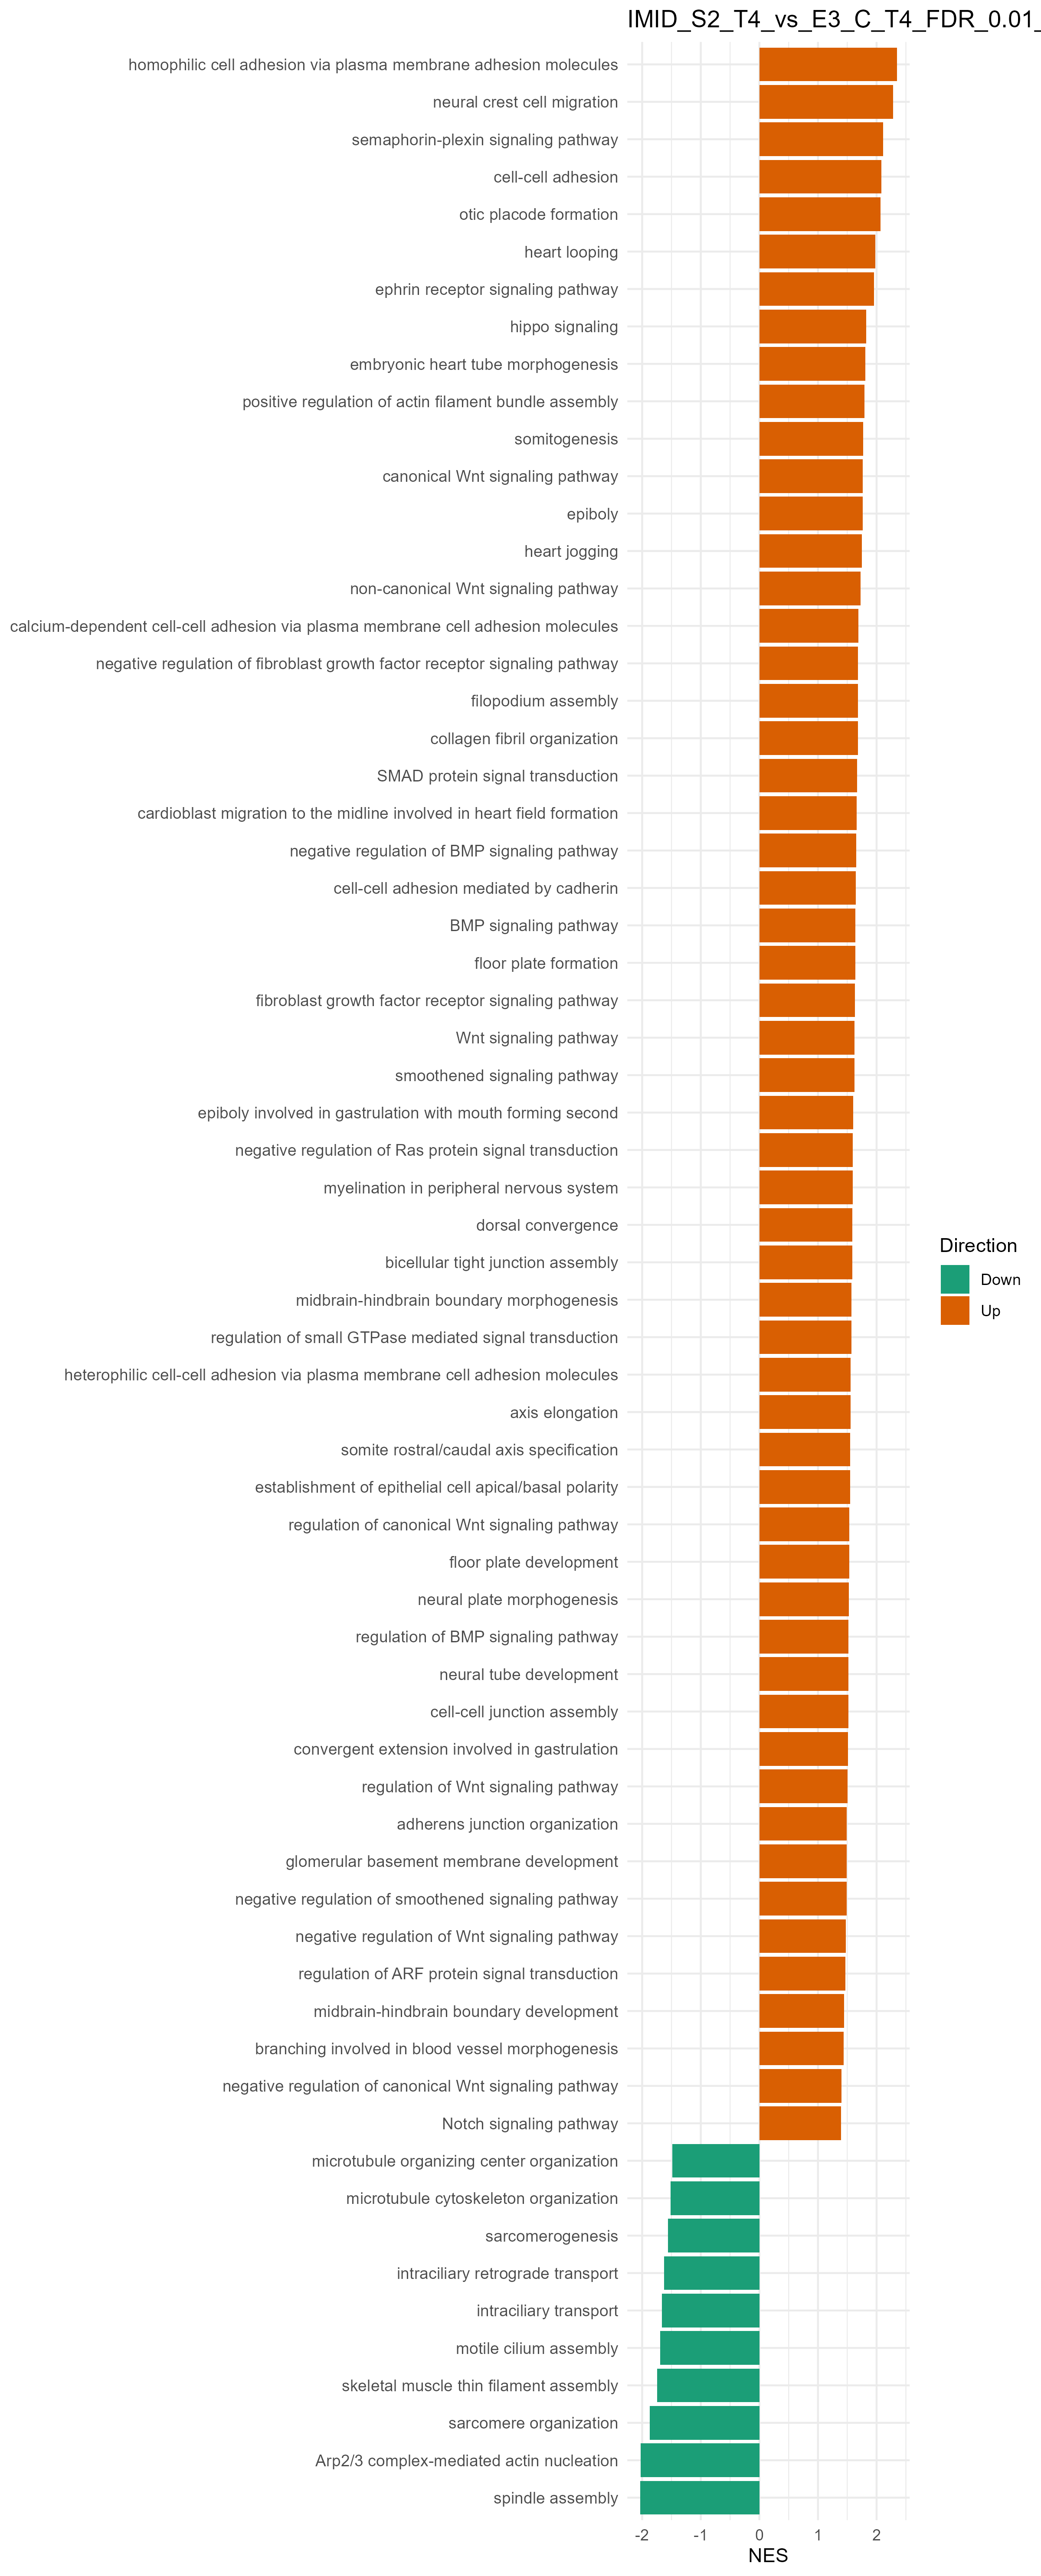 IMID_S2_T4_vs_E3_C_T4_FDR_0.01_
homophilic cell adhesion via plasma membrane adhesion molecules
neural crest cell migration
semaphorin-plexin signaling pathway
cell-cell adhesion
otic placode formation
heart looping
ephrin receptor signaling pathway
hippo signaling
embryonic heart tube morphogenesis
positive regulation of actin filament bundle assembly
somitogenesis
canonical Wnt signaling pathway
epiboly
heart jogging
non-canonical Wnt signaling pathway
calcium-dependent cell-cell adhesion via plasma membrane cell adhesion molecules
negative regulation of fibroblast growth factor receptor signaling pathway
filopodium assembly
collagen fibril organization
SMAD protein signal transduction
cardioblast migration to the midline involved in heart field formation
negative regulation of BMP signaling pathway
cell-cell adhesion mediated by cadherin
BMP signaling pathway
floor plate formation
fibroblast growth factor receptor signaling pathway
Wnt signaling pathway
smoothened signaling pathway
epiboly involved in gastrulation with mouth forming second
negative regulation of Ras protein signal transduction
myelination in peripheral nervous system
dorsal convergence
bicellular tight junction assembly
midbrain-hindbrain boundary morphogenesis
regulation of small GTPase mediated signal transduction
heterophilic cell-cell adhesion via plasma membrane cell adhesion molecules
axis elongation
somite rostral/caudal axis specification
establishment of epithelial cell apical/basal polarity
regulation of canonical Wnt signaling pathway
floor plate development
neural plate morphogenesis
regulation of BMP signaling pathway
neural tube development
cell-cell junction assembly
convergent extension involved in gastrulation
regulation of Wnt signaling pathway
adherens junction organization
glomerular basement membrane development
negative regulation of smoothened signaling pathway
negative regulation of Wnt signaling pathway
regulation of ARF protein signal transduction
midbrain-hindbrain boundary development
branching involved in blood vessel morphogenesis
negative regulation of canonical Wnt signaling pathway
Notch signaling pathway
microtubule organizing center organization
microtubule cytoskeleton organization
sarcomerogenesis
intraciliary retrograde transport
intraciliary transport
motile cilium assembly
skeletal muscle thin filament assembly
sarcomere organization
Arp2/3 complex-mediated actin nucleation
spindle assembly
-2 -1 0 1 2
NES
Direction
Down
Up